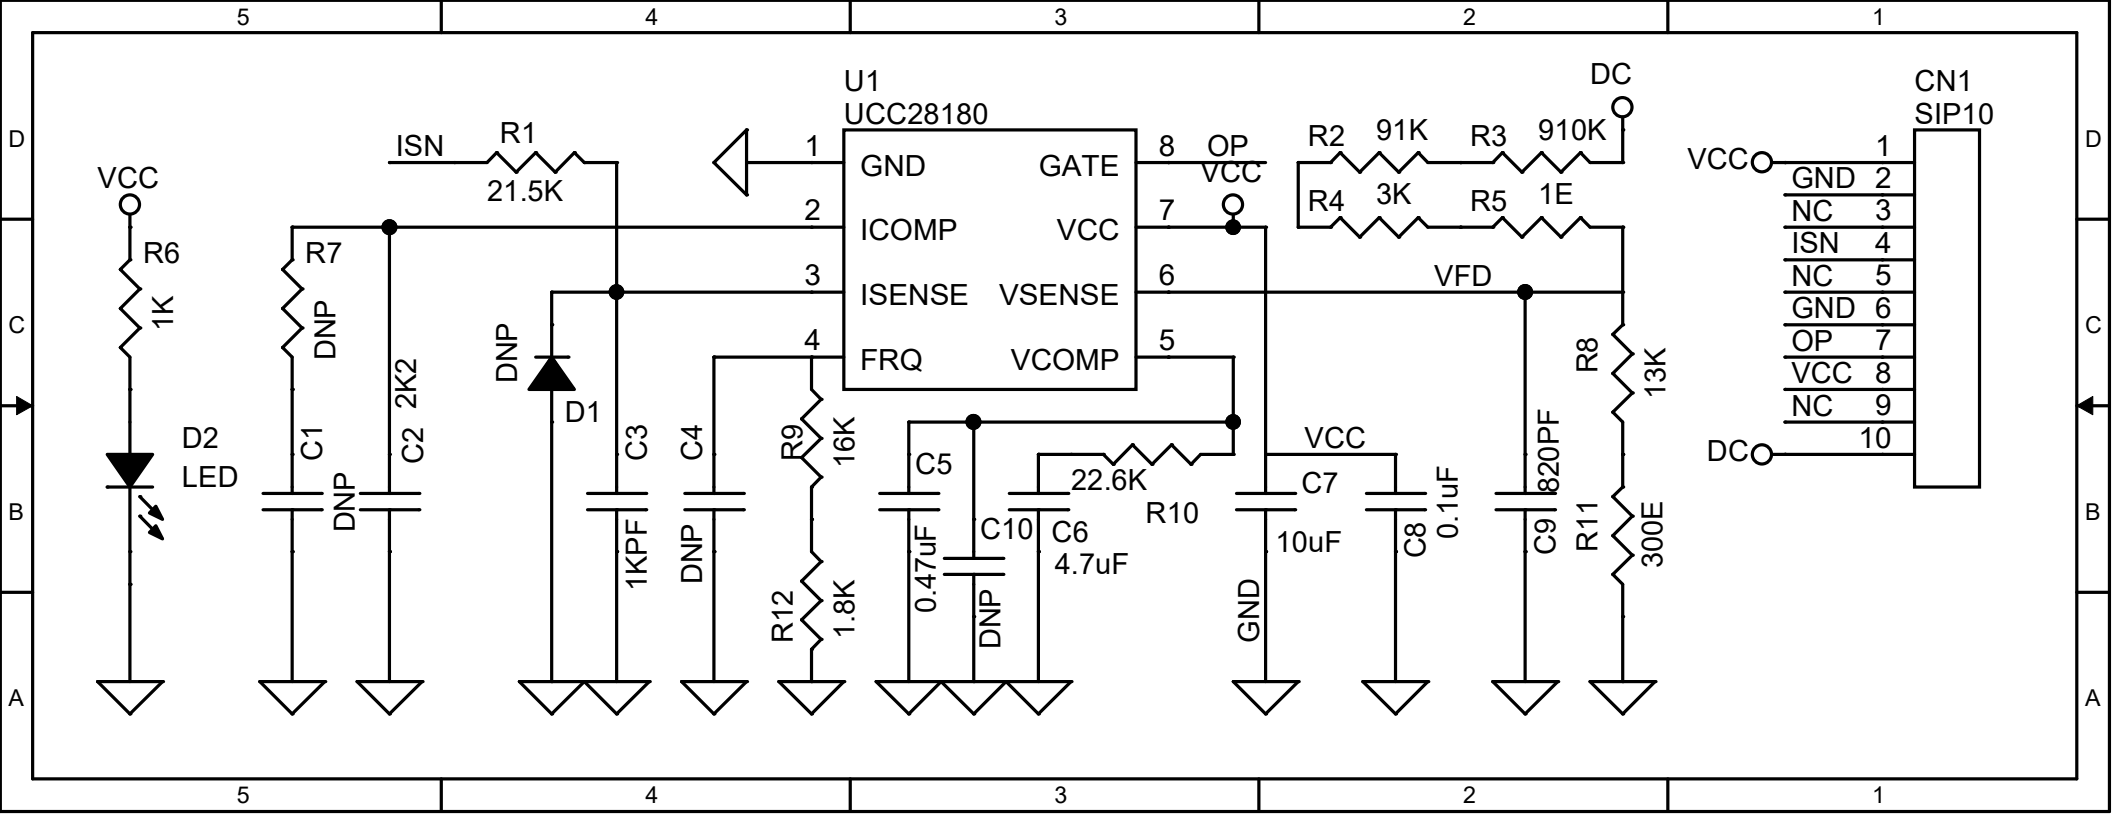 5 4 3 2 1
D
C
B
A
VCC
R6
1K
D2
LED
R7
DNP
C1
DNP
2K2
C2
ISN
R1
21.5K
DNP
D1
C3
1KPF
C4
DNP
R9
16K
R12
1.8K
U1
UCC28180
1 GND
2 ICOMP
3 ISENSE
4 FRQ
GATE 8
VCC 7
VSENSE 6
VCOMP 5
OP
VCC
C5
0.47uF
C10
DNP
C6
4.7uF
22.6K
R10
VCC
C7
10uF
GND
C8
0.1uF
VFD
820PF
C9
DC
R2 91K R3 910K
R4 3K R5 1E
R8
13K
R11
300E
CN1
SIP10
VCC 1
GND 2
NC 3
ISN 4
NC 5
GND 6
OP 7
VCC 8
NC 9
DC 10
D
C
B
A
5 4 3 2 1